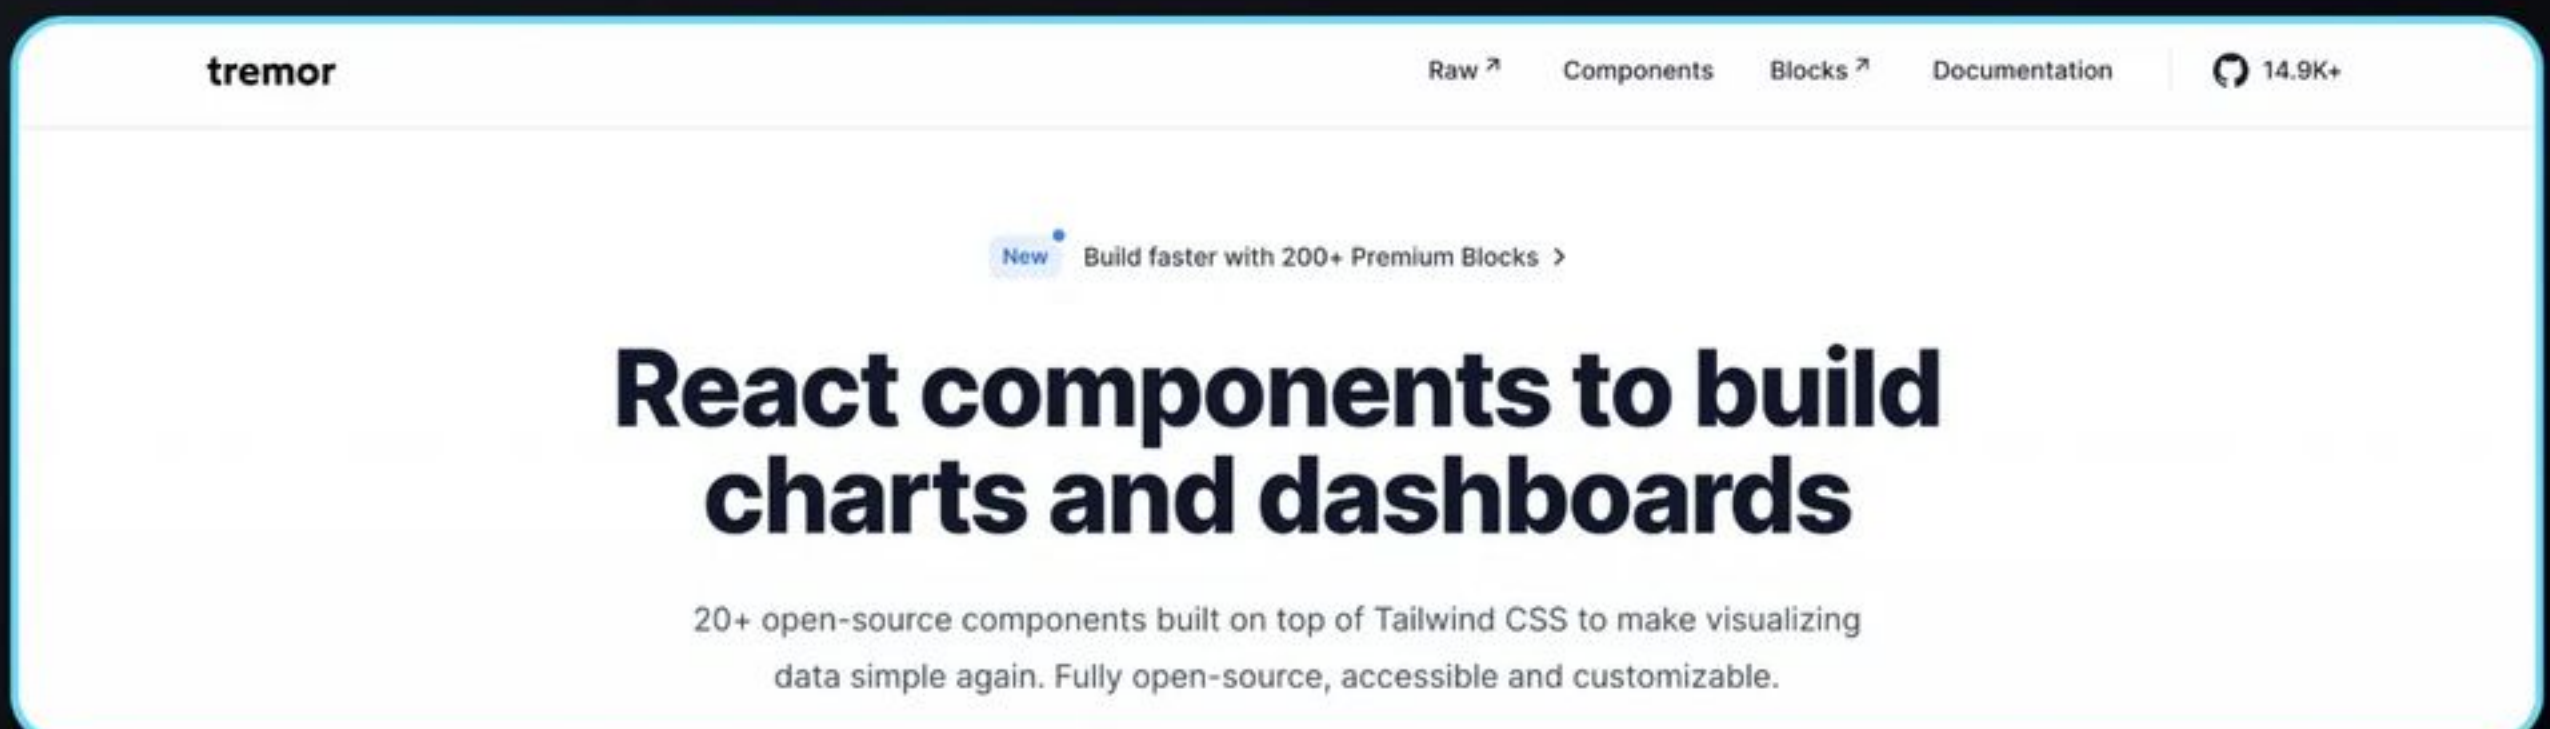 tremor
Raw ↗ Components Blocks ↗ Documentation 14.9K+
New Build faster with 200+ Premium Blocks >
React components to build
charts and dashboards
20+ open-source components built on top of Tailwind CSS to make visualizing
data simple again. Fully open-source, accessible and customizable.